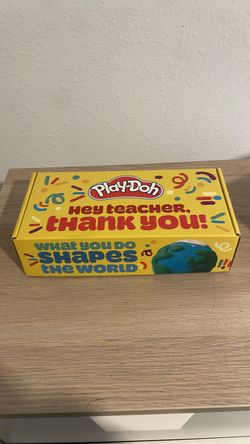 PLAY-DOH
HEY TEACHER,
THANK YOU!
WHAT YOU DO
SHAPES
THE WORLD